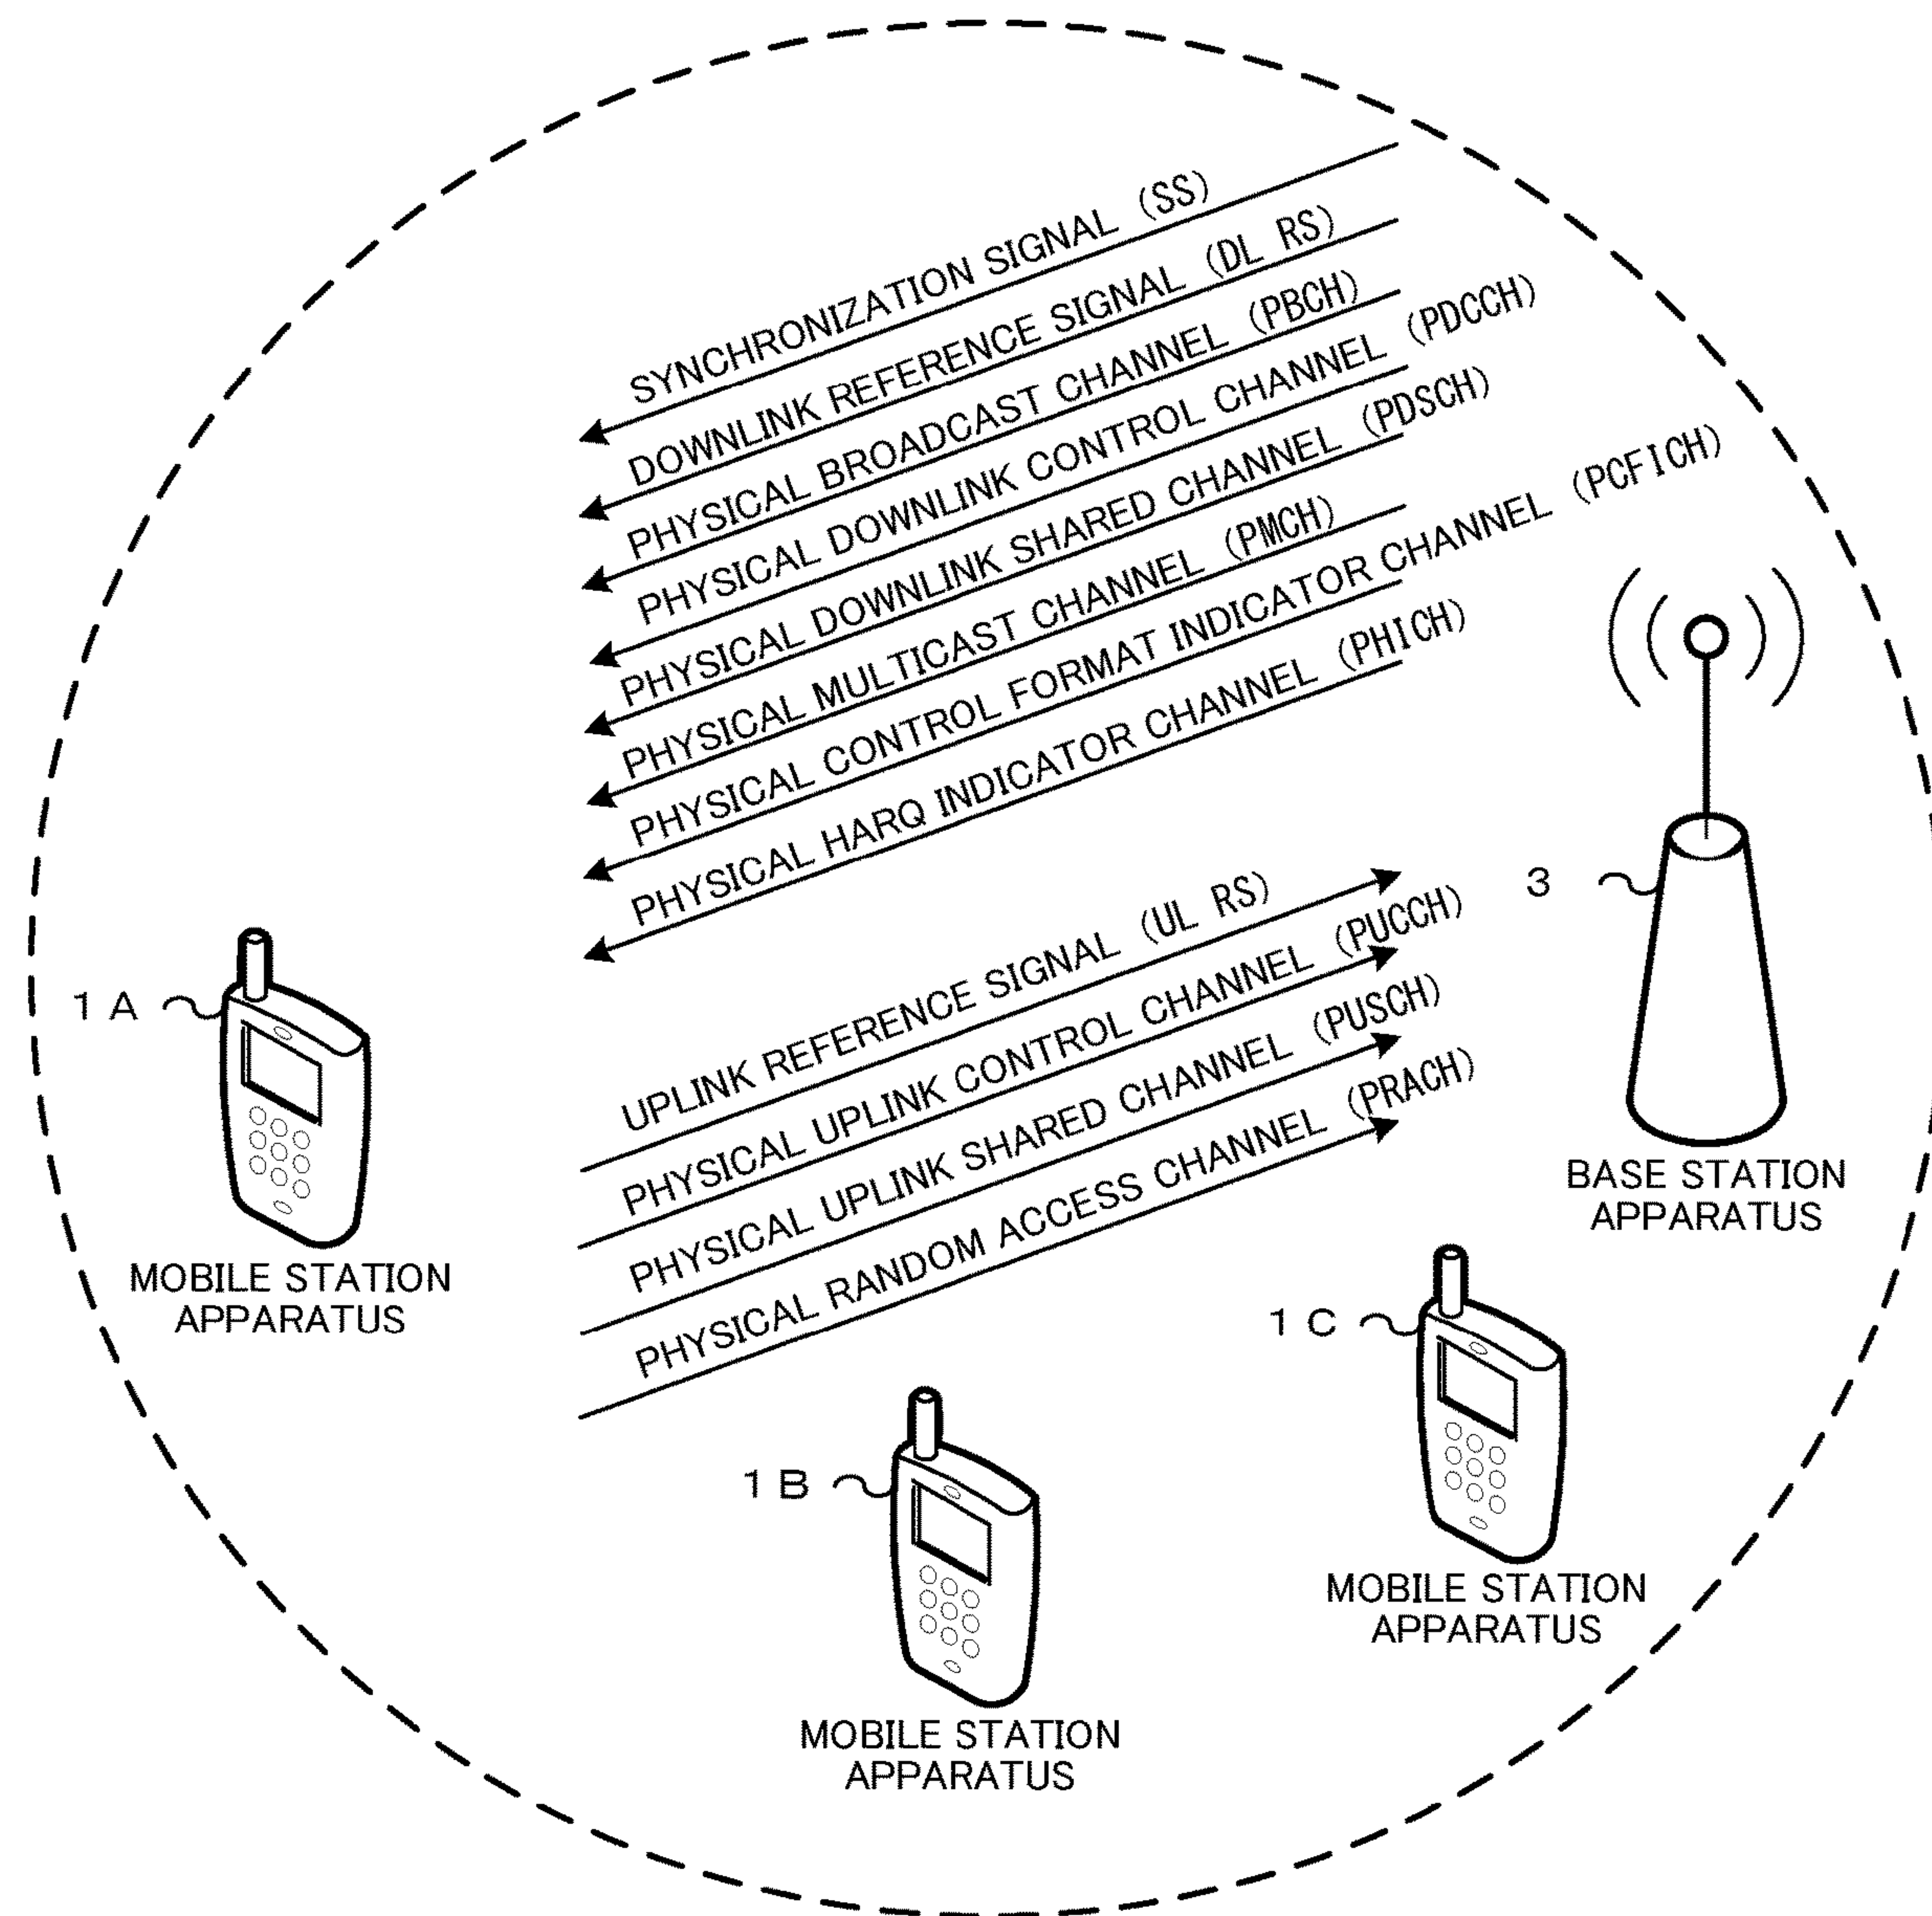 SYNCHRONIZATION SIGNAL (SS)
DOWNLINK REFERENCE SIGNAL (DL RS)
PHYSICAL BROADCAST CHANNEL (PBCH)
PHYSICAL DOWNLINK CONTROL CHANNEL (PDCCH)
PHYSICAL DOWNLINK SHARED CHANNEL (PDSCH)
PHYSICAL MULTICAST CHANNEL (PMCH)
PHYSICAL CONTROL FORMAT INDICATOR CHANNEL (PCFICH)
PHYSICAL HARQ INDICATOR CHANNEL (PHICH)
UPLINK REFERENCE SIGNAL (UL RS)
PHYSICAL UPLINK CONTROL CHANNEL (PUCCH)
PHYSICAL UPLINK SHARED CHANNEL (PUSCH)
PHYSICAL RANDOM ACCESS CHANNEL (PRACH)
3
BASE STATION
APPARATUS
1A
MOBILE STATION
APPARATUS
1B
MOBILE STATION
APPARATUS
1C
MOBILE STATION
APPARATUS